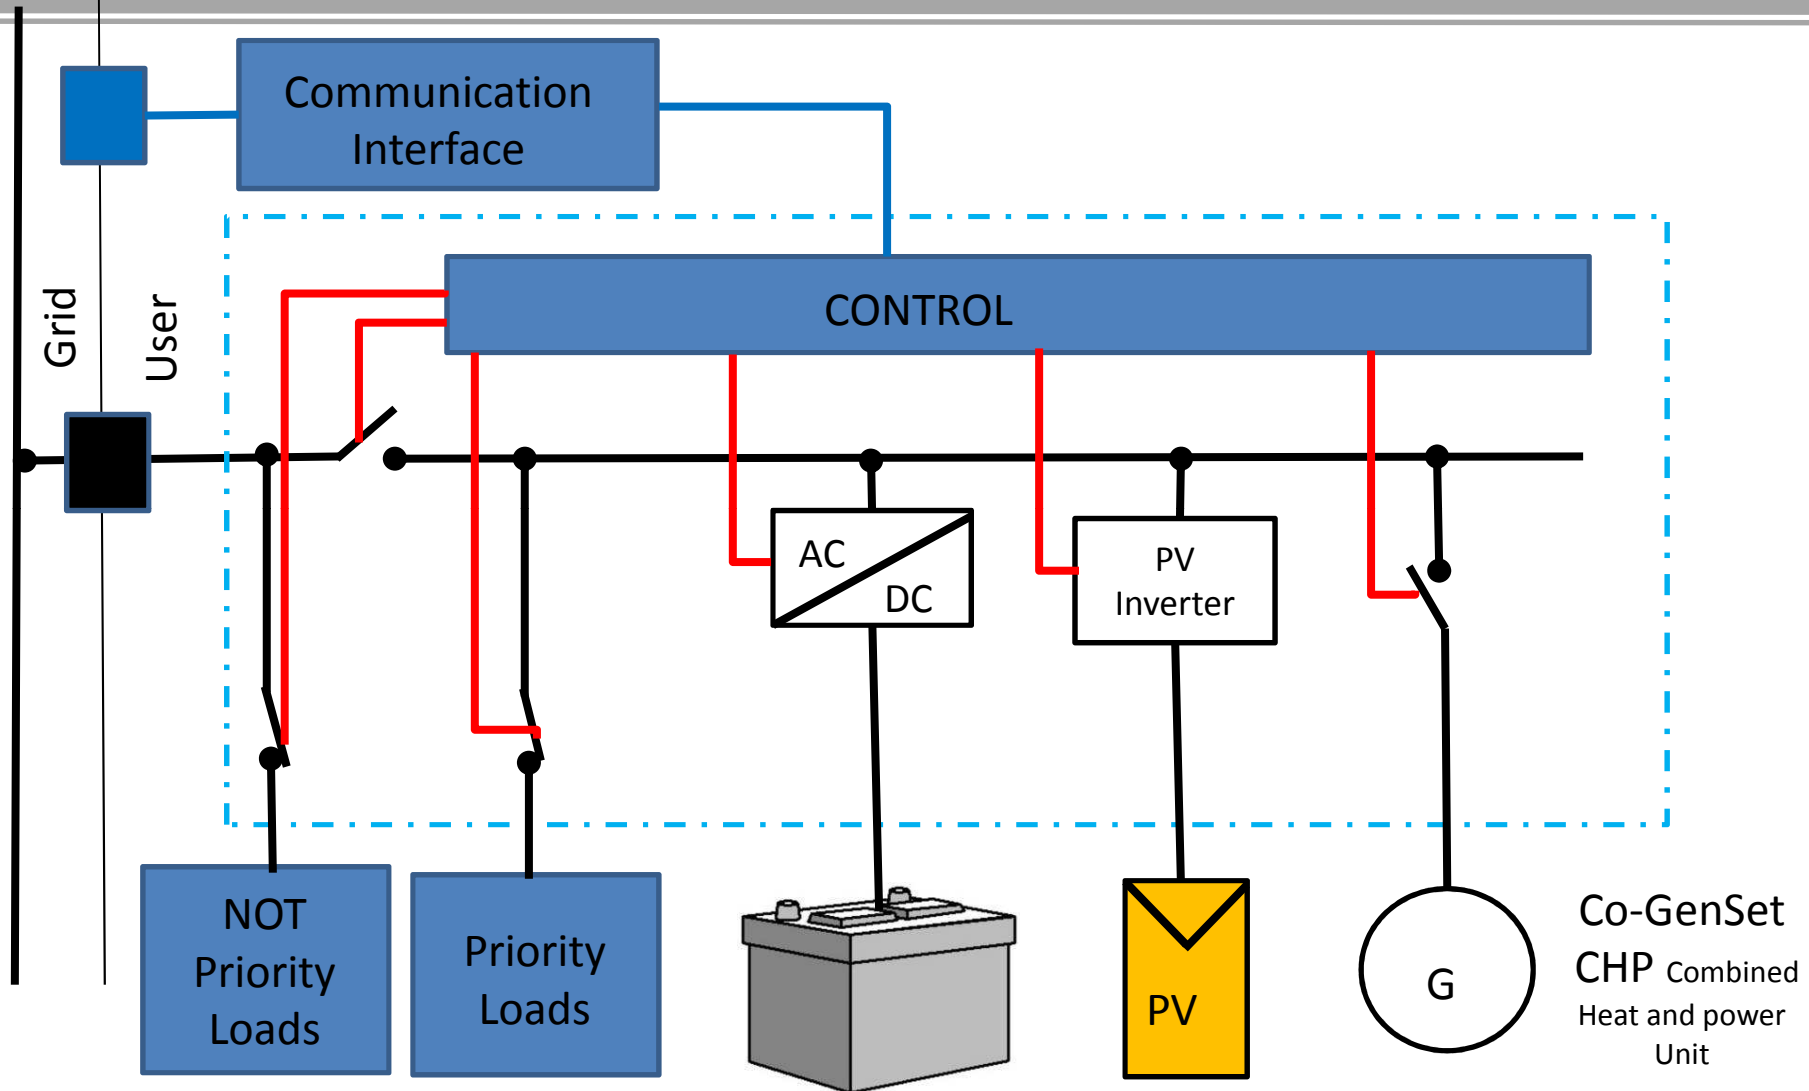 Communication
Interface
Grid
User
CONTROL
AC
DC
PV
Inverter
NOT
Priority
Loads
Priority
Loads
PV
G
Co-GenSet
CHP Combined
Heat and power
Unit